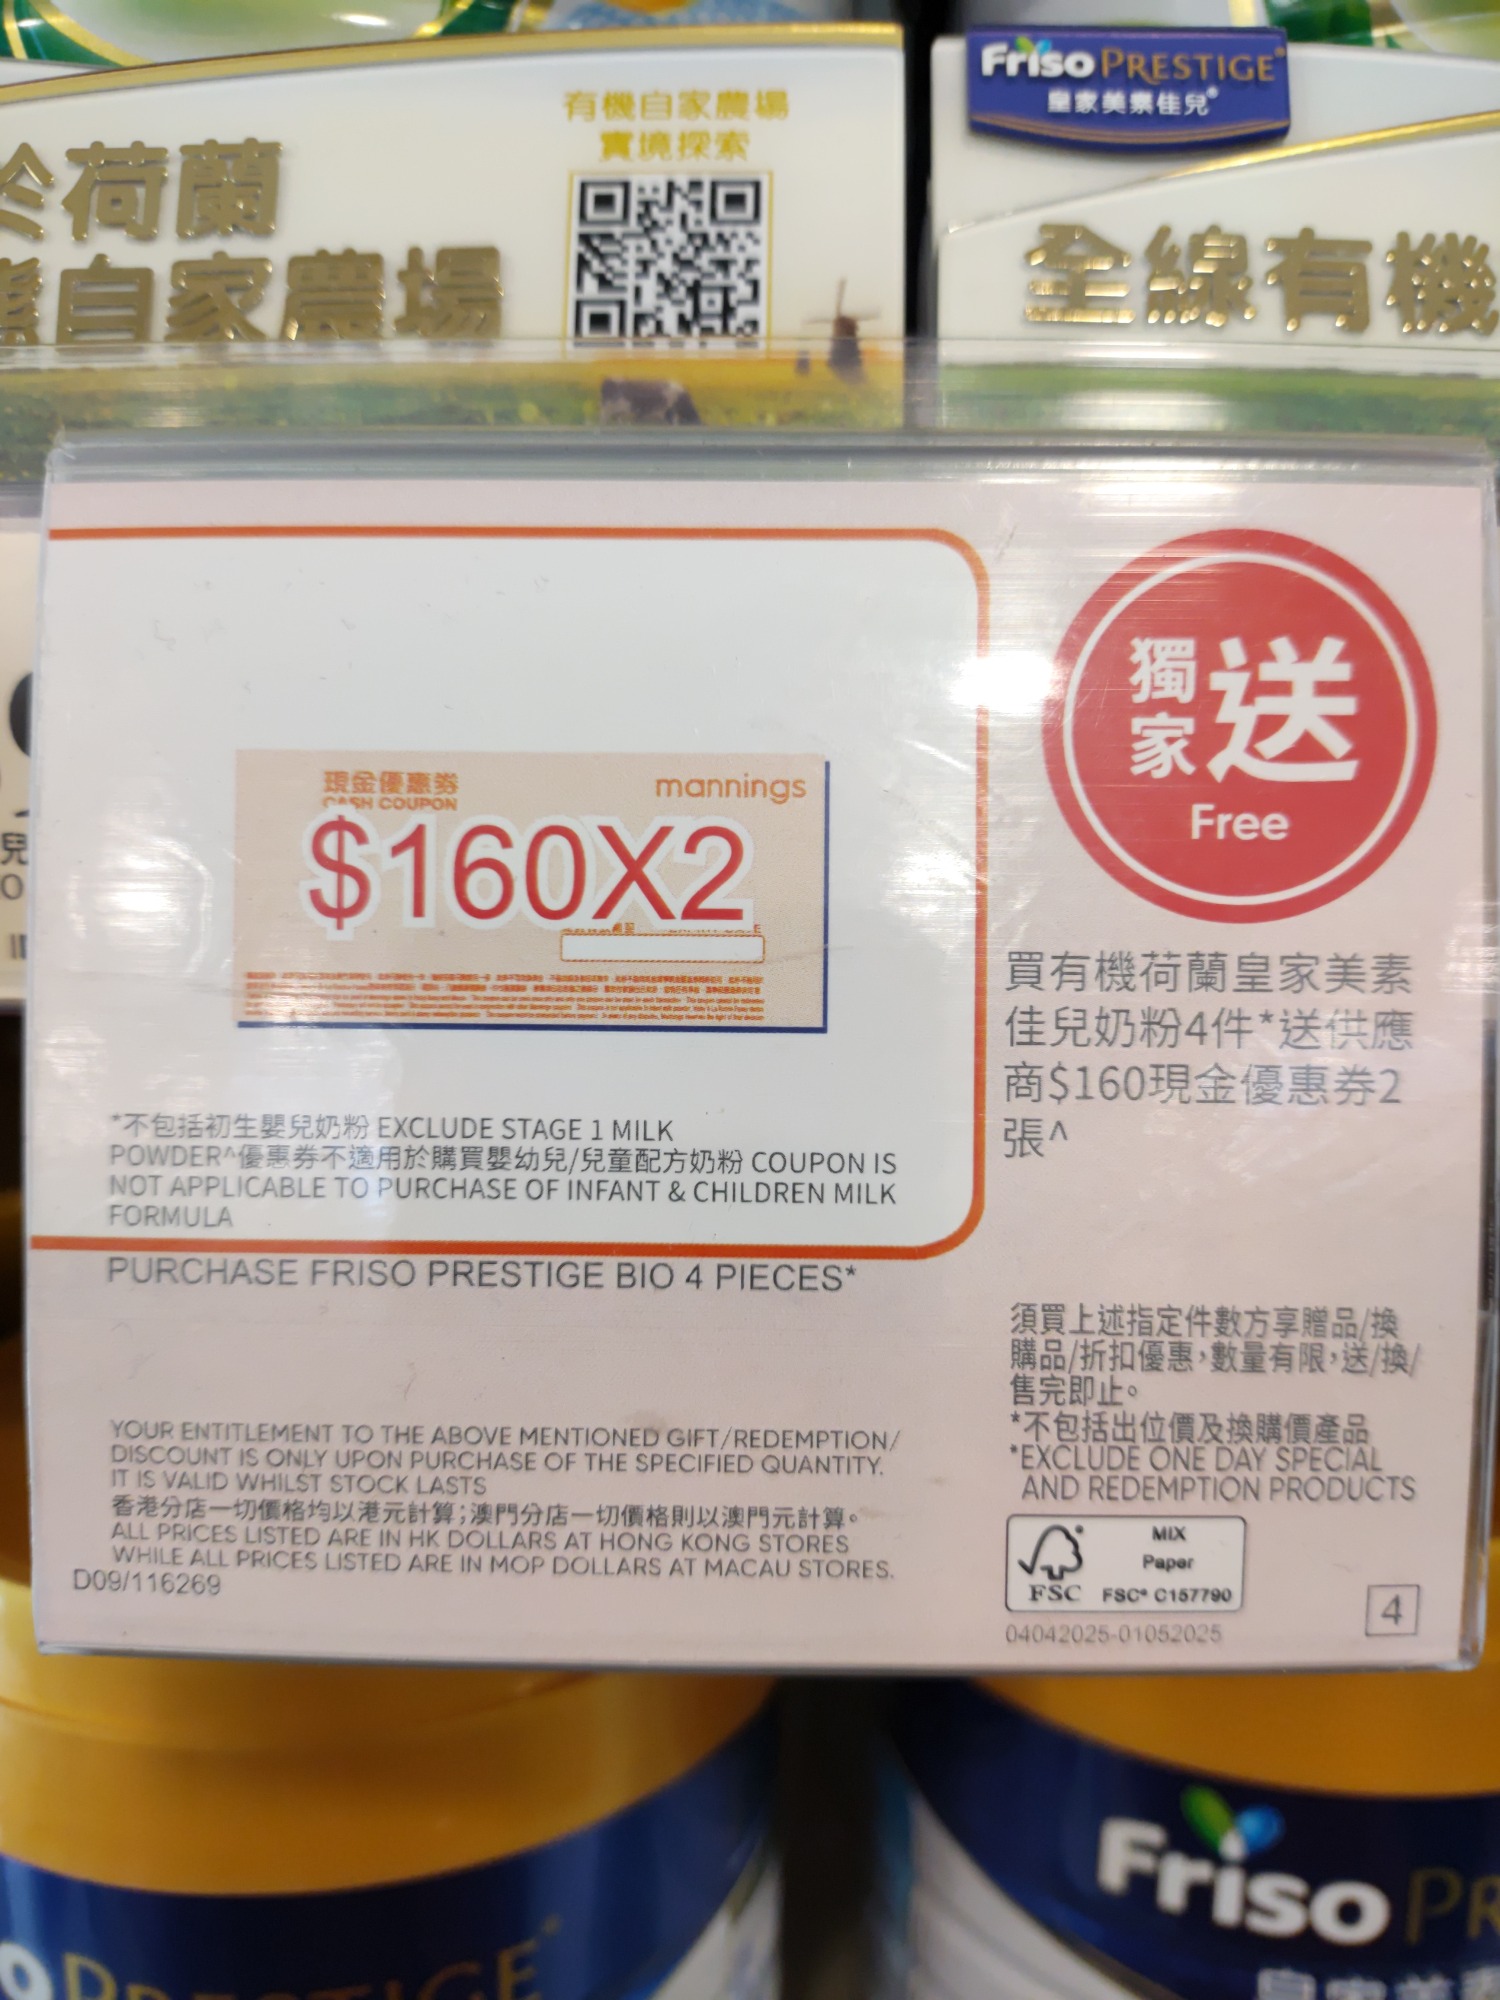 有機自家農場
實境探索
Friso PRESTIGE
皇家美素佳兒
於荷蘭
自家農場
全線有機
現金優惠券
CASH COUPON
mannings
$160X2
獨家
送
Free
買有機荷蘭皇家美素
佳兒奶粉4件*送供應
商$160現金優惠券2
張^
*不包括初生嬰兒奶粉 EXCLUDE STAGE 1 MILK
POWDER^優惠券不適用於購買嬰幼兒/兒童配方奶粉 COUPON IS
NOT APPLICABLE TO PURCHASE OF INFANT & CHILDREN MILK
FORMULA
PURCHASE FRISO PRESTIGE BIO 4 PIECES*
須買上述指定件數方享贈品/換
購品/折扣優惠，數量有限，送/換/
售完即止。
*不包括出位價及換購價產品
*EXCLUDE ONE DAY SPECIAL
AND REDEMPTION PRODUCTS
YOUR ENTITLEMENT TO THE ABOVE MENTIONED GIFT/REDEMPTION/
DISCOUNT IS ONLY UPON PURCHASE OF THE SPECIFIED QUANTITY.
IT IS VALID WHILST STOCK LASTS
香港分店一切價格均以港元計算；澳門分店一切價格則以澳門元計算。
ALL PRICES LISTED ARE IN HK DOLLARS AT HONG KONG STORES
WHILE ALL PRICES LISTED ARE IN MOP DOLLARS AT MACAU STORES.
D09/116269
FSC
MIX
Paper
FSC® C157790
04042025-01052025
4
Friso PR
PRESTIGE